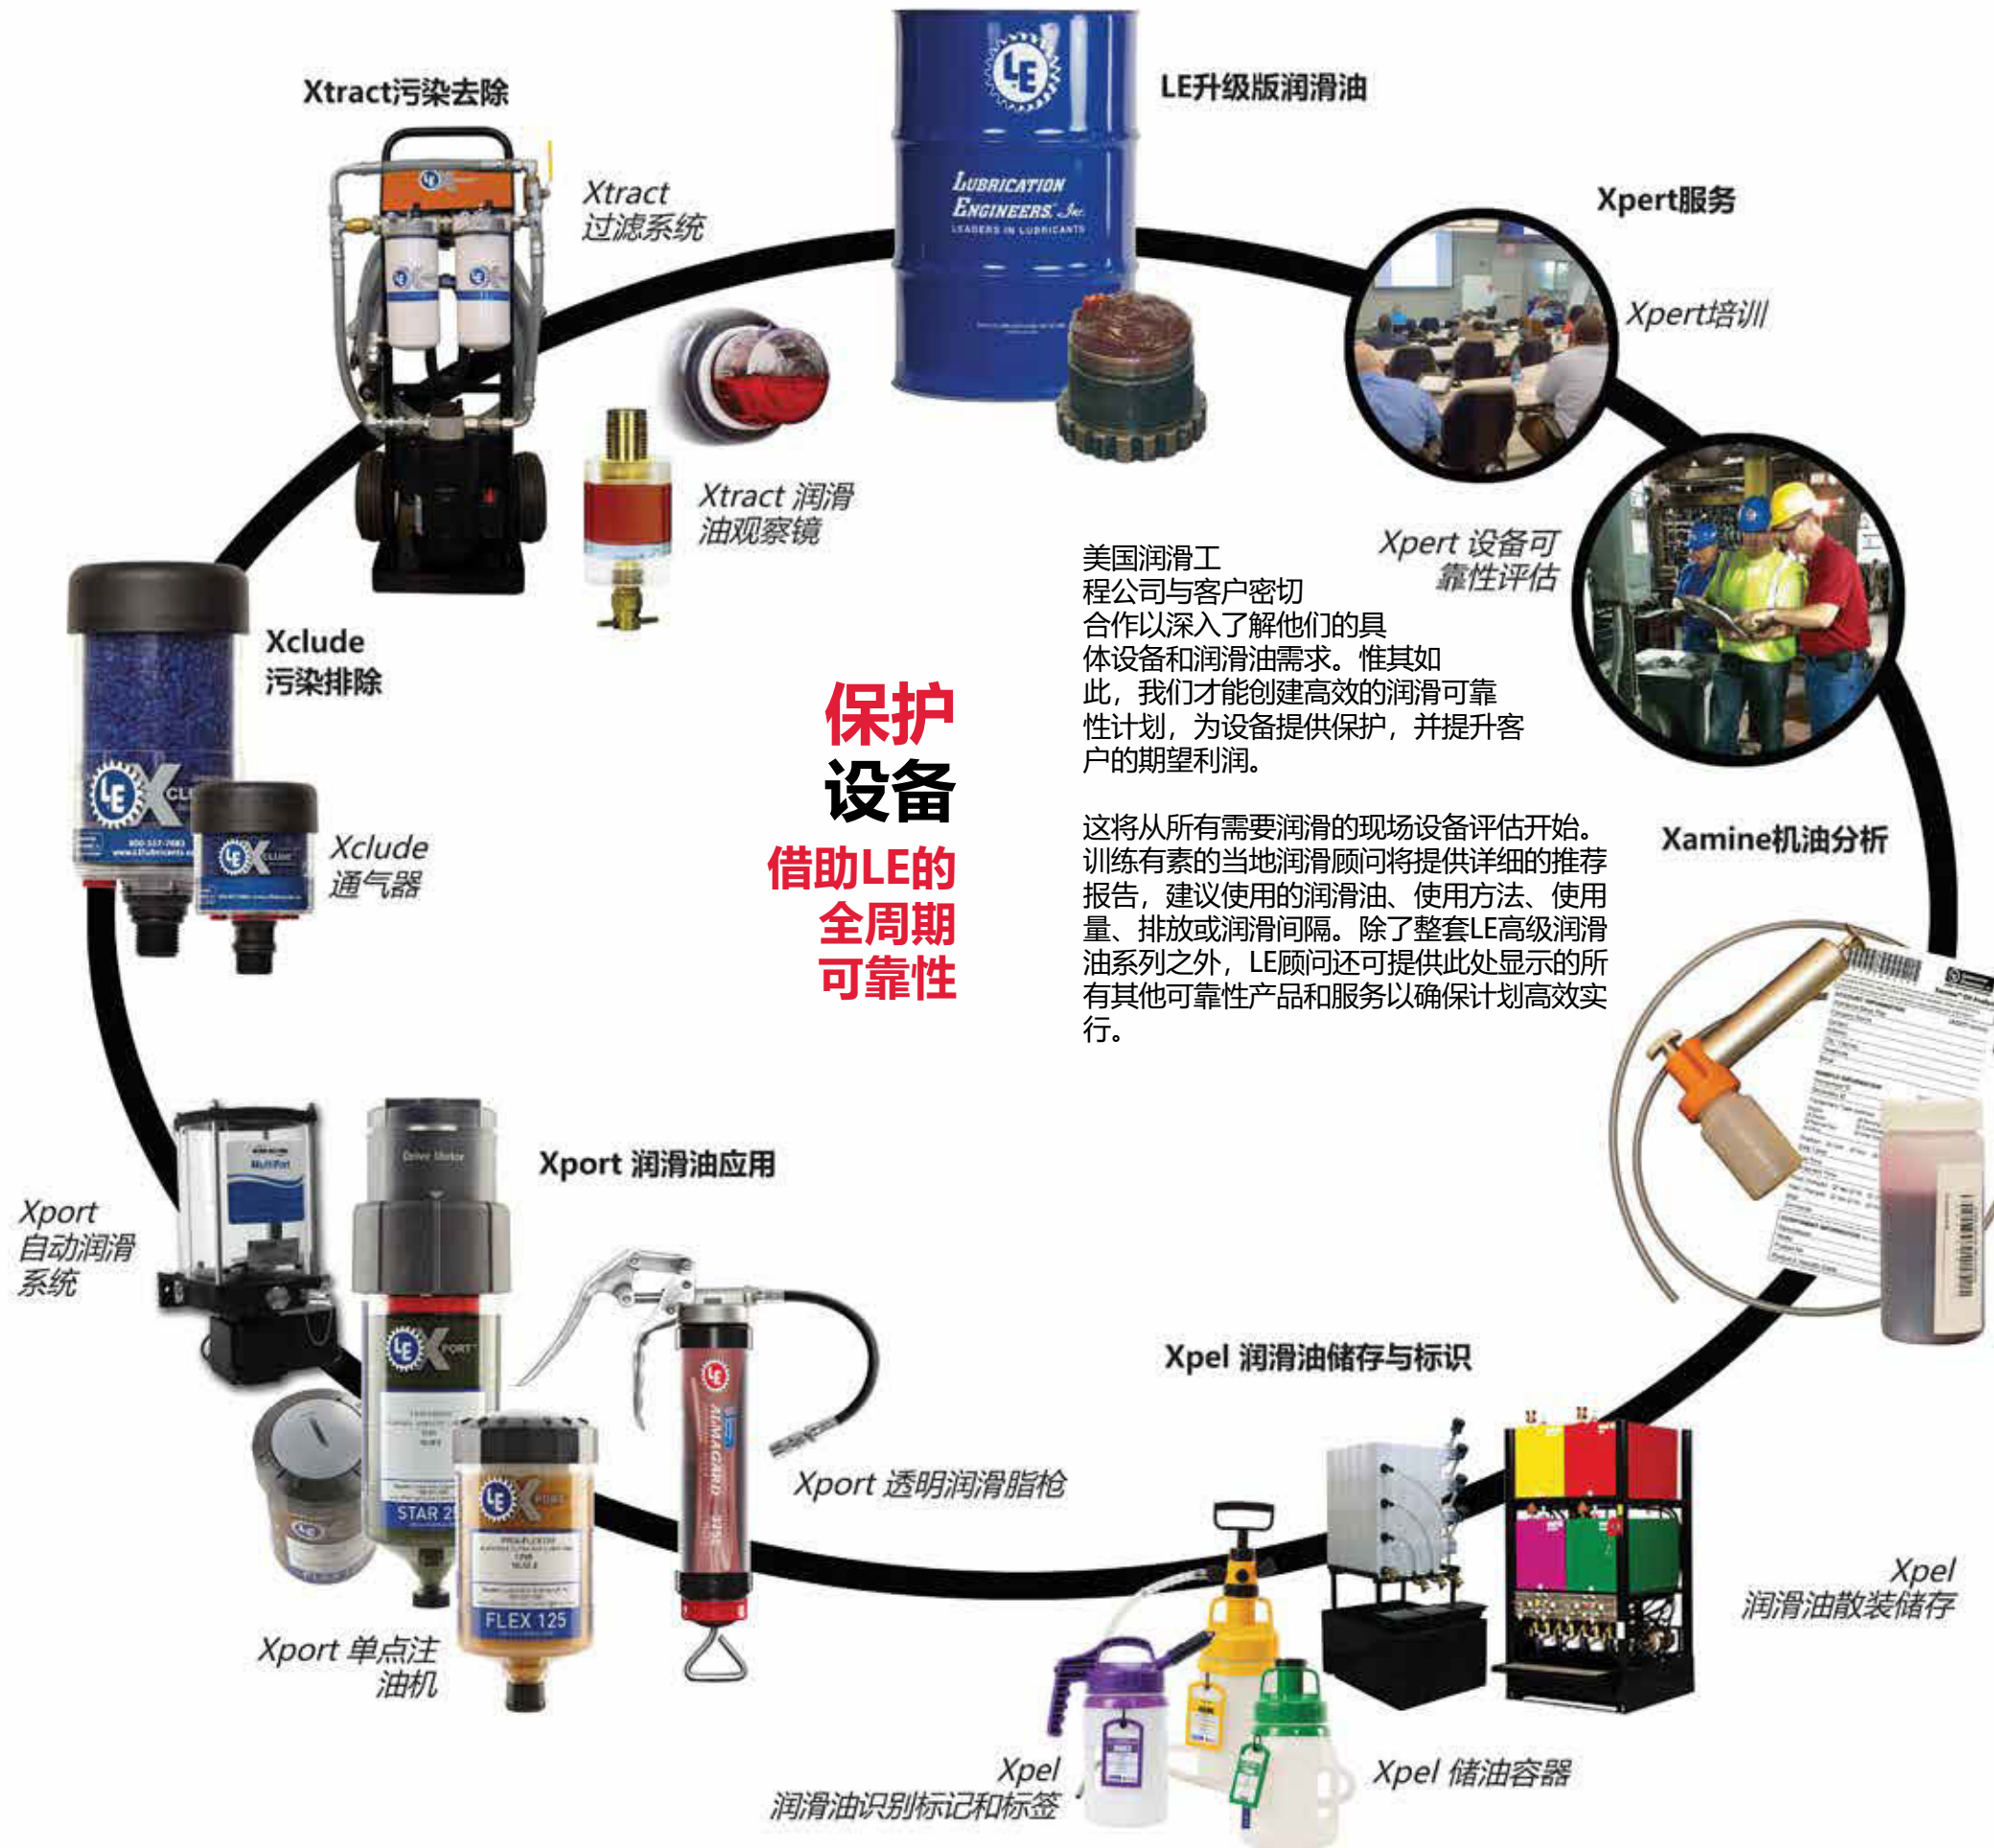 Xtract污染去除
LE升级版润滑油
LE
LUBRICATION
ENGINEERS, Inc.
LEADERS IN LUBRICANTS
Xtract
过滤系统
Xpert服务
Xpert培训
Xtract 润滑
油观察镜
Xpert 设备可
靠性评估
Xclude
污染排除
Xclude
通气器
保护
设备
借助LE的
全周期
可靠性
美国润滑工
程公司与客户密切
合作以深入了解他们的具
体设备和润滑油需求。惟其如
此，我们才能创建高效的润滑可靠
性计划，为设备提供保护，并提升客
户的期望利润。
这将从所有需要润滑的现场设备评估开始。
训练有素的当地润滑顾问将提供详细的推荐
报告，建议使用的润滑油、使用方法、使用
量、排放或润滑间隔。除了整套LE高级润滑
油系列之外，LE顾问还可提供此处显示的所
有其他可靠性产品和服务以确保计划高效实
行。
Xamine机油分析
Xport 润滑油应用
Xport
自动润滑
系统
MultiPort
Drive Motor
LE XPORT
STAR 25
LE XPORT
FLEX 125
LE
ALMAGARD 3752
Xport 透明润滑脂枪
Xport 单点注
油机
Xpel 润滑油储存与标识
Xpel
润滑油散装储存
Xpel 储油容器
Xpel
润滑油识别标记和标签